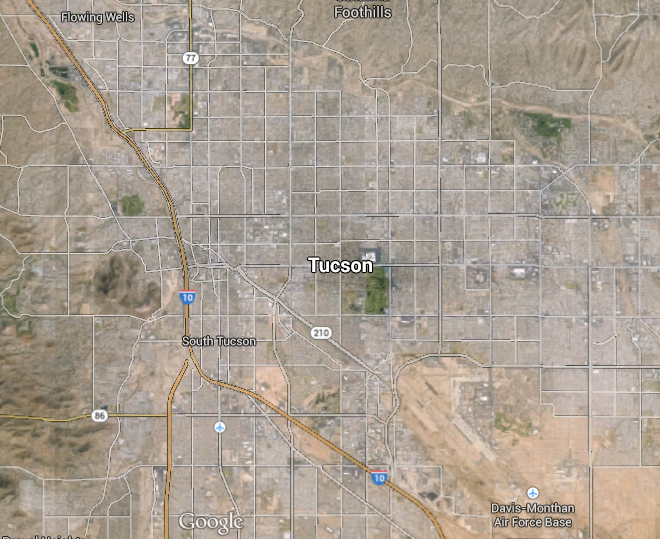 Flowing Wells
Foothills
77
Tucson
10
210
South Tucson
86
10
Davis-Monthan
Air Force Base
Google